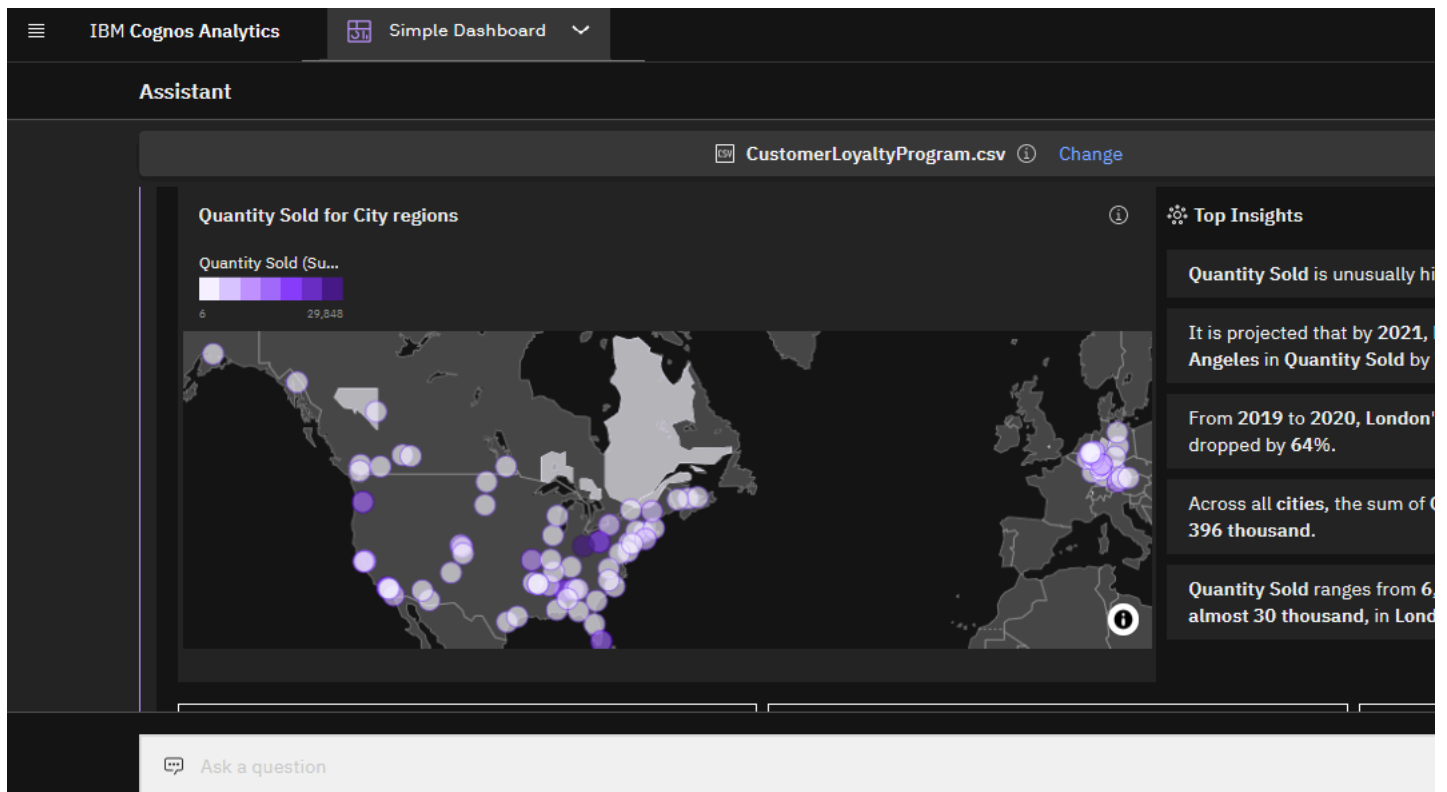 IBM Cognos Analytics
Simple Dashboard
Assistant
CSV CustomerLoyaltyProgram.csv Change
Quantity Sold for City regions
Quantity Sold (Su...
6 29,848
Top Insights
Quantity Sold is unusually hi
It is projected that by 2021,
Angeles in Quantity Sold by
From 2019 to 2020, London'
dropped by 64%.
Across all cities, the sum of
396 thousand.
Quantity Sold ranges from 6,
almost 30 thousand, in Lond
Ask a question